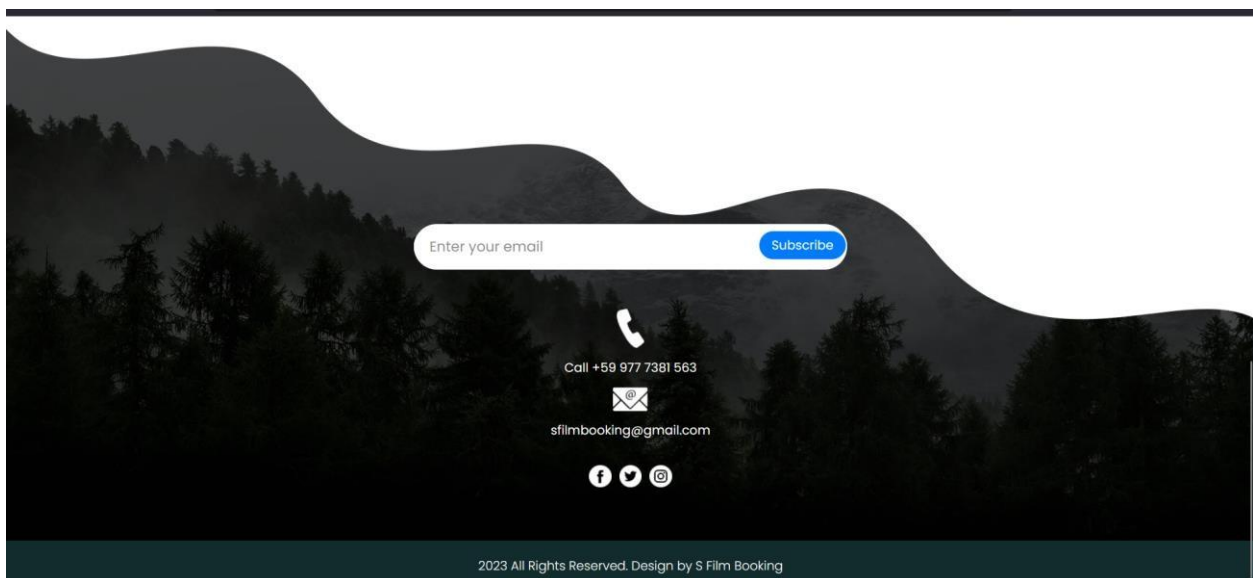 Enter your email
Subscribe
Call +59 977 7381 563
@
sfilmbooking@gmail.com
f
2023 All Rights Reserved. Design by S Film Booking